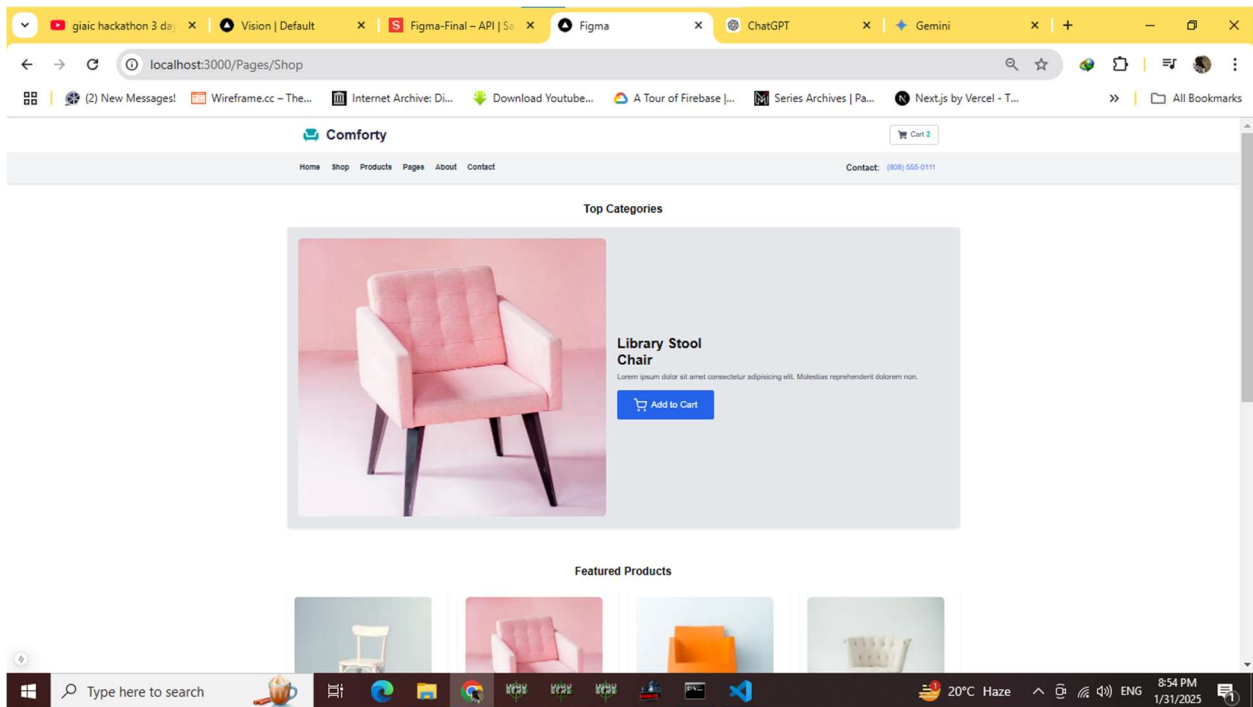 giaic hackathon 3 day
Vision | Default
Figma-Final – API | Sa
Figma
ChatGPT
Gemini
localhost:3000/Pages/Shop
(2) New Messages!
Wireframe.cc – The...
Internet Archive: Di...
Download Youtube...
A Tour of Firebase |...
Series Archives | Pa...
Next.js by Vercel - T...
All Bookmarks
Comforty
Cart 2
Home Shop Products Pages About Contact
Contact: (808) 555-0111
Top Categories
Library Stool
Chair
Lorem ipsum dolor sit amet consectetur adipisicing elit. Molestias reprehenderit dolorem non.
Add to Cart
Featured Products
Type here to search
20°C Haze
ENG
8:54 PM
1/31/2025
1